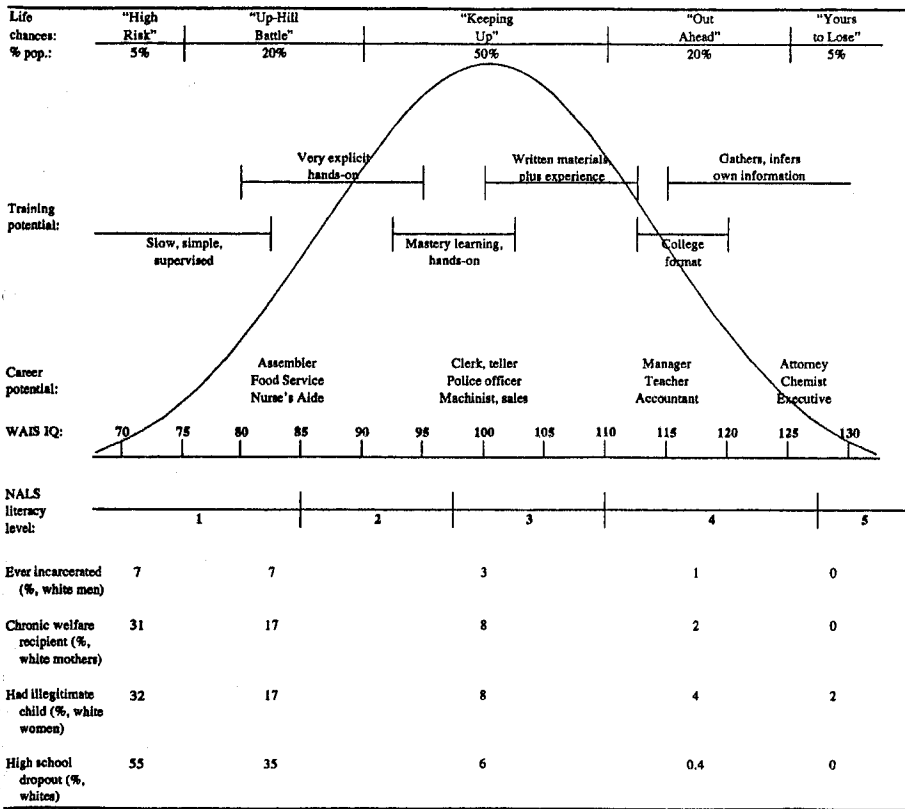 Life "High "Up-Hill "Keeping "Out "Yours
chances: Risk" Battle" Up" Ahead" to Lose"
% pop.: 5% 20% 50% 20% 5%
Very explicit Written materials, Gathers, infers
hands-on plus experience own information
Training
potential:
Slow, simple, Mastery learning, College
supervised hands-on format
Assembler Clerk, teller Manager Attorney
Career Food Service Police officer Teacher Chemist
potential: Nurse's Aide Machinist, sales Accountant Executive
WAIS IQ: 70 75 80 85 90 95 100 105 110 115 120 125 130
NALS
literacy
level: 1 2 3 4 5
Ever incarcerated 7 7 3 1 0
(%, white men)
Chronic welfare 31 17 8 2 0
recipient (%,
white mothers)
Had illegitimate 32 17 8 4 2
child (%, white
women)
High school 55 35 6 0.4 0
dropout (%,
whites)